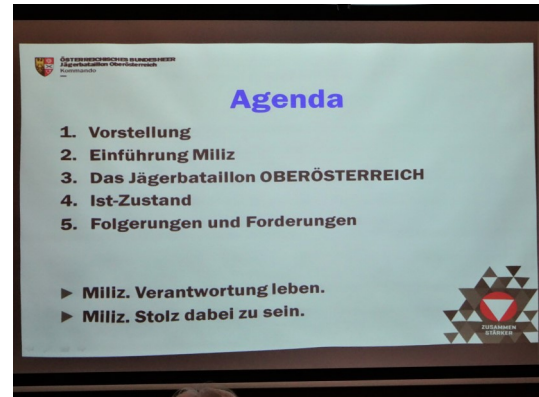 ÖSTERREICHISCHES BUNDESHEER
Jägerbataillon Oberösterreich
Kommando
Agenda
1. Vorstellung
2. Einführung Miliz
3. Das Jägerbataillon OBERÖSTERREICH
4. Ist-Zustand
5. Folgerungen und Forderungen
► Miliz. Verantwortung leben.
► Miliz. Stolz dabei zu sein.
ZUSAMMEN
STÄRKER